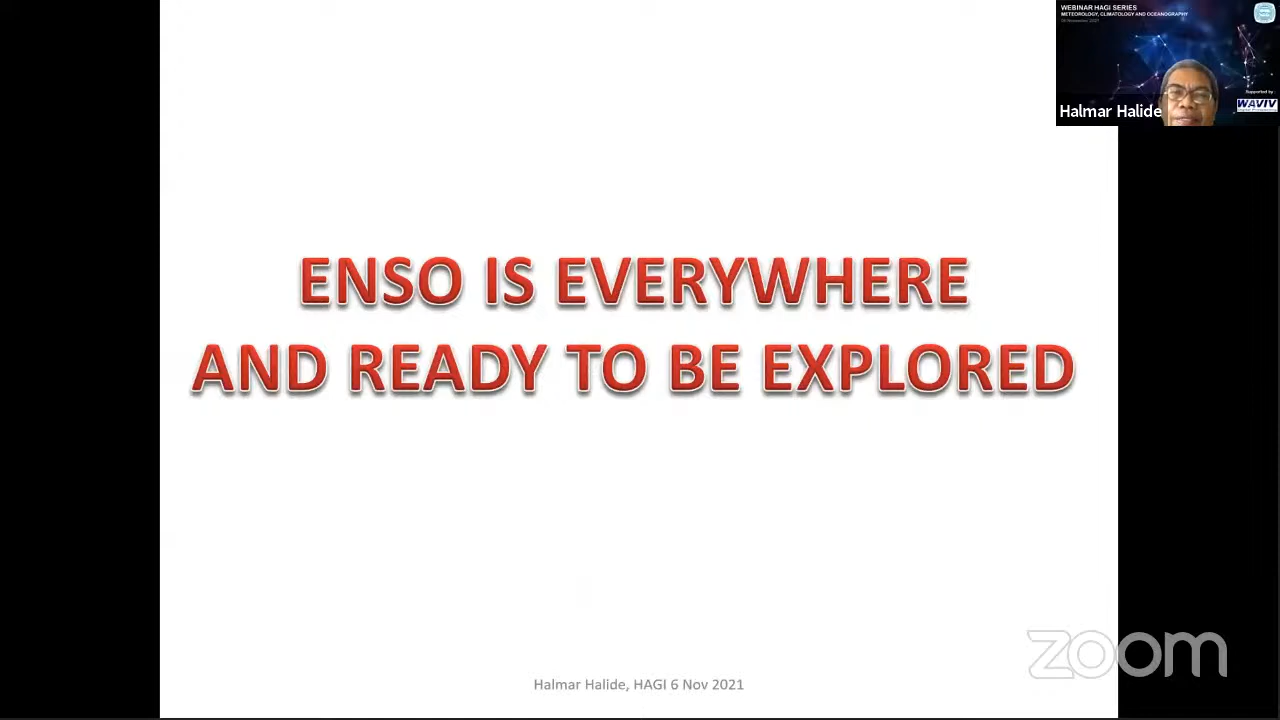 WEBINAR HAGI SERIES
METEOROLOGY, CLIMATOLOGY AND OCEANOGRAPHY
Supported by :
WAVIV
Halmar Halide
ENSO IS EVERYWHERE
AND READY TO BE EXPLORED
zoom
Halmar Halide, HAGI 6 Nov 2021